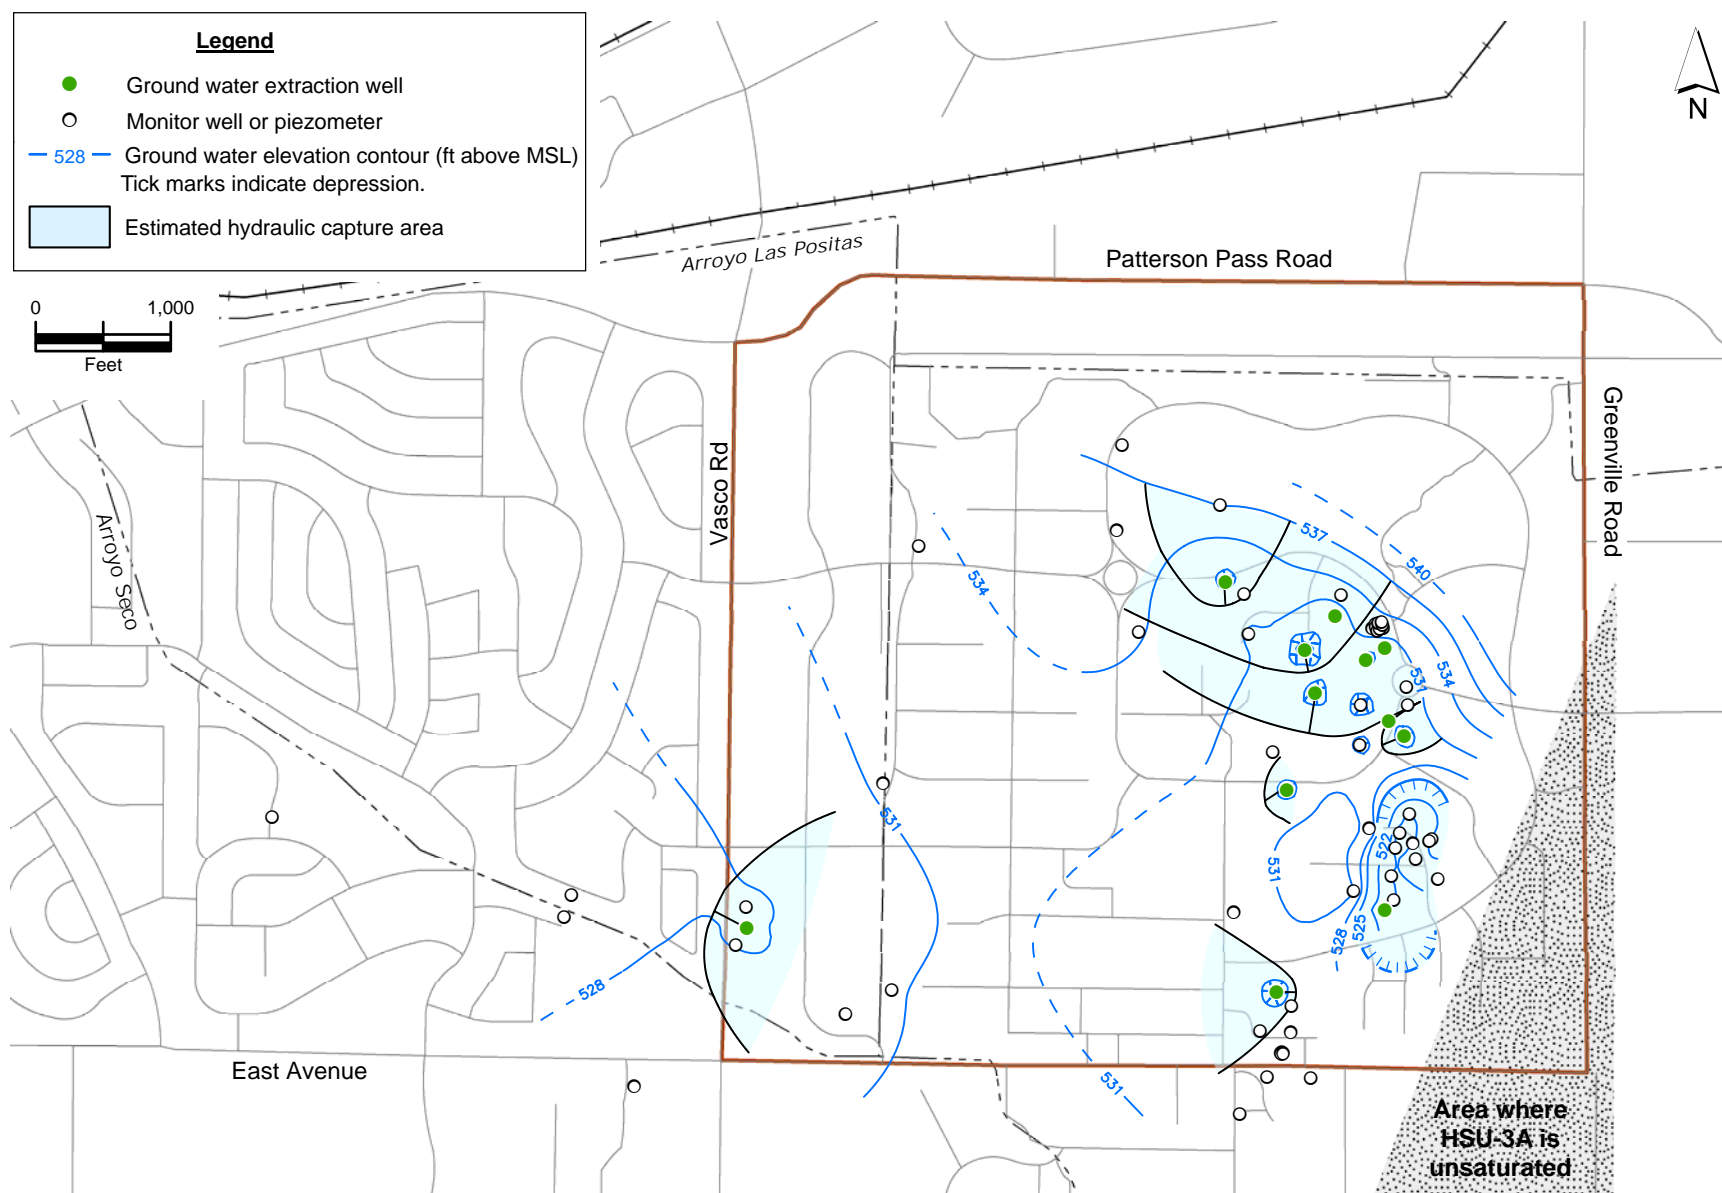 Legend
Ground water extraction well
Monitor well or piezometer
528
Ground water elevation contour (ft above MSL)
Tick marks indicate depression.
Estimated hydraulic capture area
0 1,000
Feet
N
Arroyo Las Positas
Patterson Pass Road
Greenville Road
Vasco Rd
Arroyo Seco
537
540
534
534
531
531
522
531
525
528
528
531
East Avenue
Area where
HSU-3A is
unsaturated